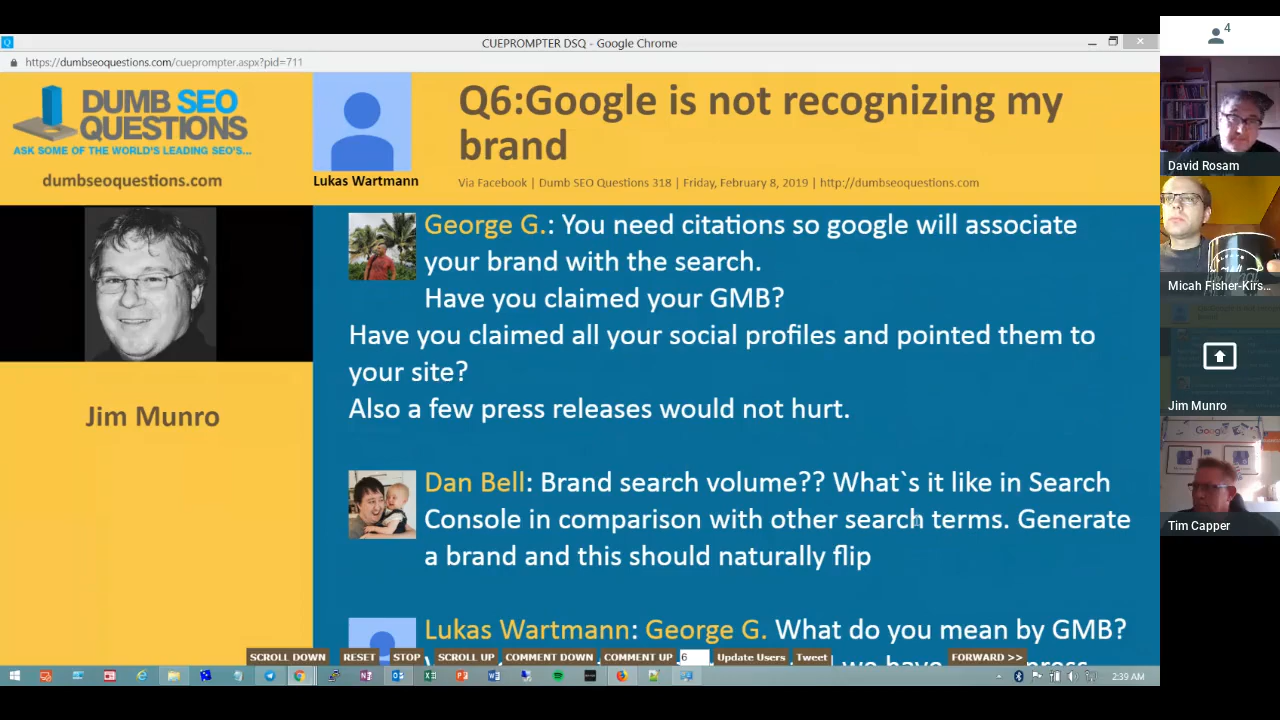 CUEPROMPTER DSQ - Google Chrome
https://dumbseoquestions.com/cueprompter.aspx?pid=711
4
DUMB SEO
QUESTIONS
ASK SOME OF THE WORLD'S LEADING SEO'S...
dumbseoquestions.com
Lukas Wartmann
Q6:Google is not recognizing my
brand
Via Facebook | Dumb SEO Questions 318 | Friday, February 8, 2019 | http://dumbseoquestions.com
Jim Munro
George G.: You need citations so google will associate
your brand with the search.
Have you claimed your GMB?
Have you claimed all your social profiles and pointed them to
your site?
Also a few press releases would not hurt.
Dan Bell: Brand search volume?? What`s it like in Search
Console in comparison with other search terms. Generate
a brand and this should naturally flip
Lukas Wartmann: George G. What do you mean by GMB?
SCROLL DOWN RESET STOP SCROLL UP COMMENT DOWN COMMENT UP 6 Update Users Tweet FORWARD >>
2:39 AM
David Rosam
Micah Fisher-Kirs...
Jim Munro
Tim Capper